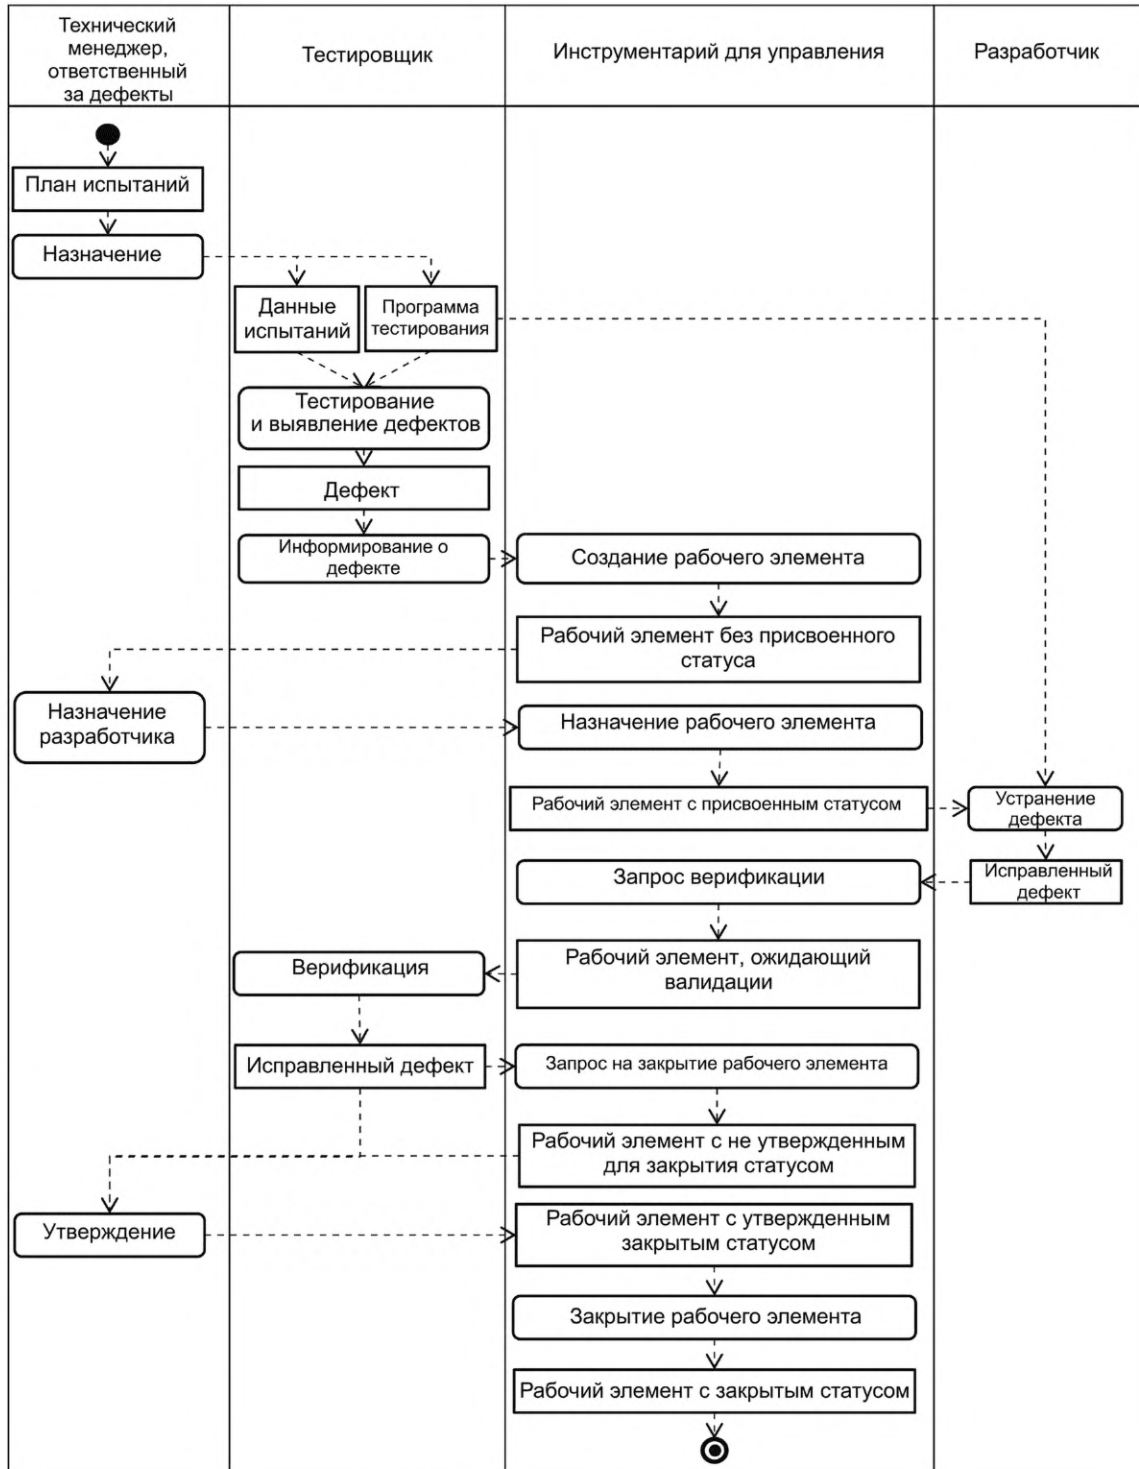 Технический
менеджер,
ответственный
за дефекты
Тестировщик
Инструментарий для управления
Разработчик
План испытаний
Назначение
Данные
испытаний
Программа
тестирования
Тестирование
и выявление дефектов
Дефект
Информирование о
дефекте
Создание рабочего элемента
Рабочий элемент без присвоенного
статуса
Назначение
разработчика
Назначение рабочего элемента
Рабочий элемент с присвоенным статусом
Устранение
дефекта
Запрос верификации
Исправленный
дефект
Верификация
Рабочий элемент, ожидающий
валидации
Исправленный дефект
Запрос на закрытие рабочего элемента
Рабочий элемент с не утвержденным
для закрытия статусом
Утверждение
Рабочий элемент с утвержденным
закрытым статусом
Закрытие рабочего элемента
Рабочий элемент с закрытым статусом